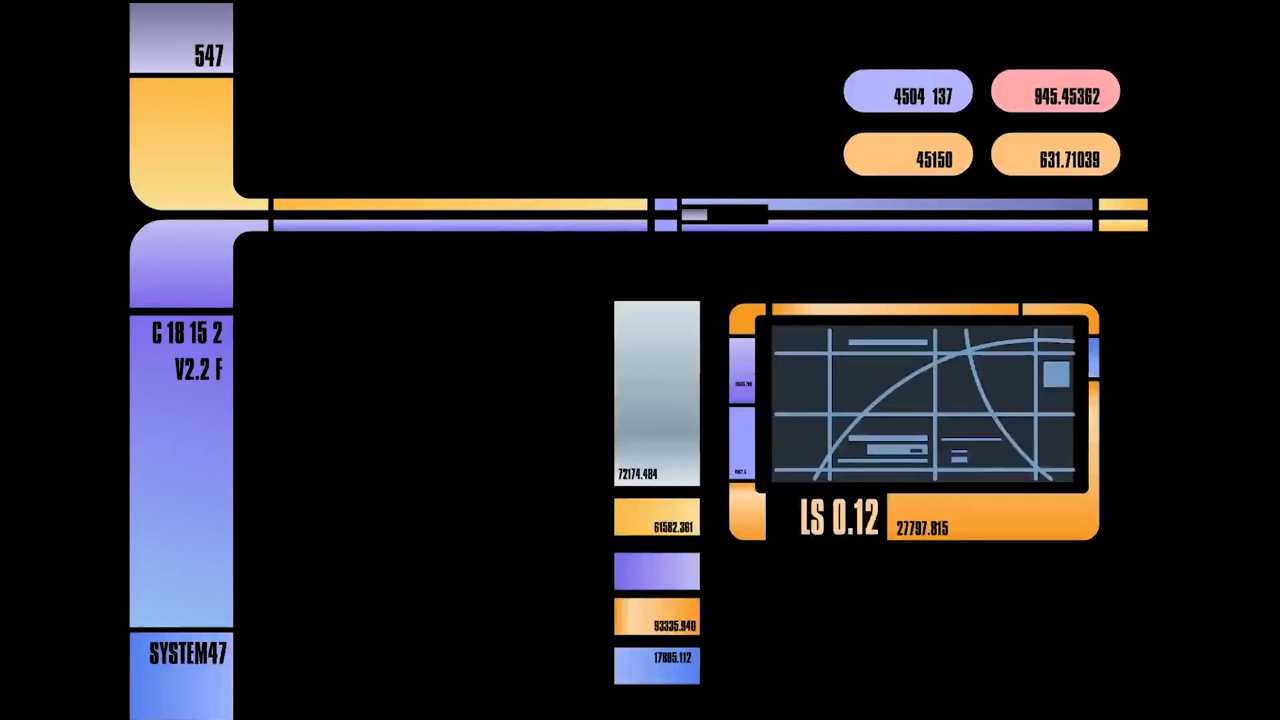 547
4504 137
945.45362
45150
631.71039
C 18 15 2
V2.2 F
SYSTEM47
72174.484
61582.361
93335.940
17885.112
LS 0.12
27797.815